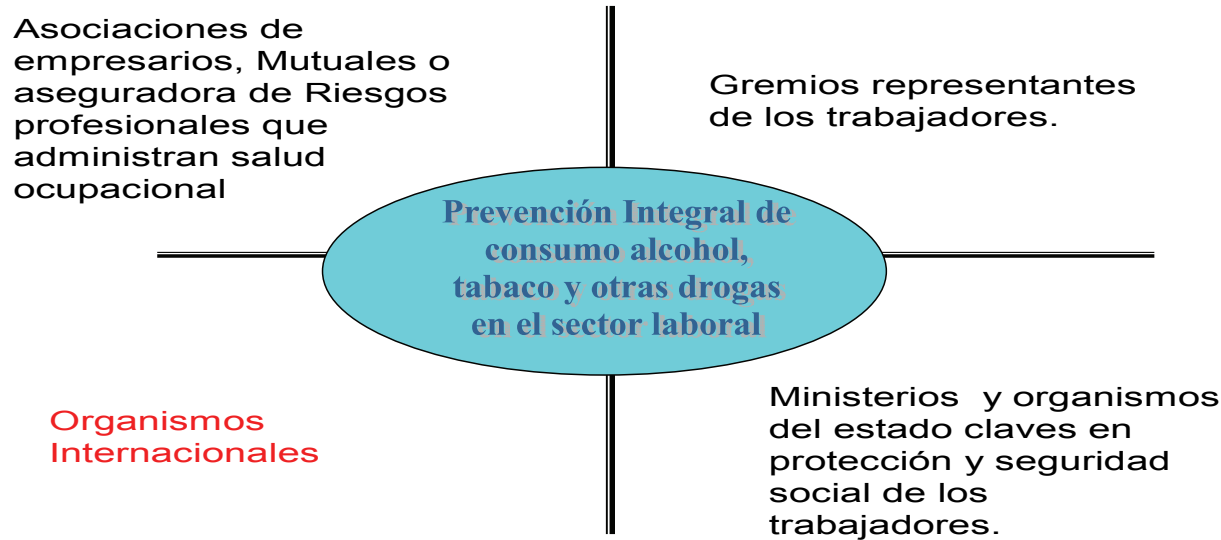 Asociaciones de
empresarios, Mutuales o
aseguradora de Riesgos
profesionales que
administran salud
ocupacional
Gremios representantes
de los trabajadores.
Prevención Integral de
consumo alcohol,
tabaco y otras drogas
en el sector laboral
Organismos
Internacionales
Ministerios y organismos
del estado claves en
protección y seguridad
social de los
trabajadores.